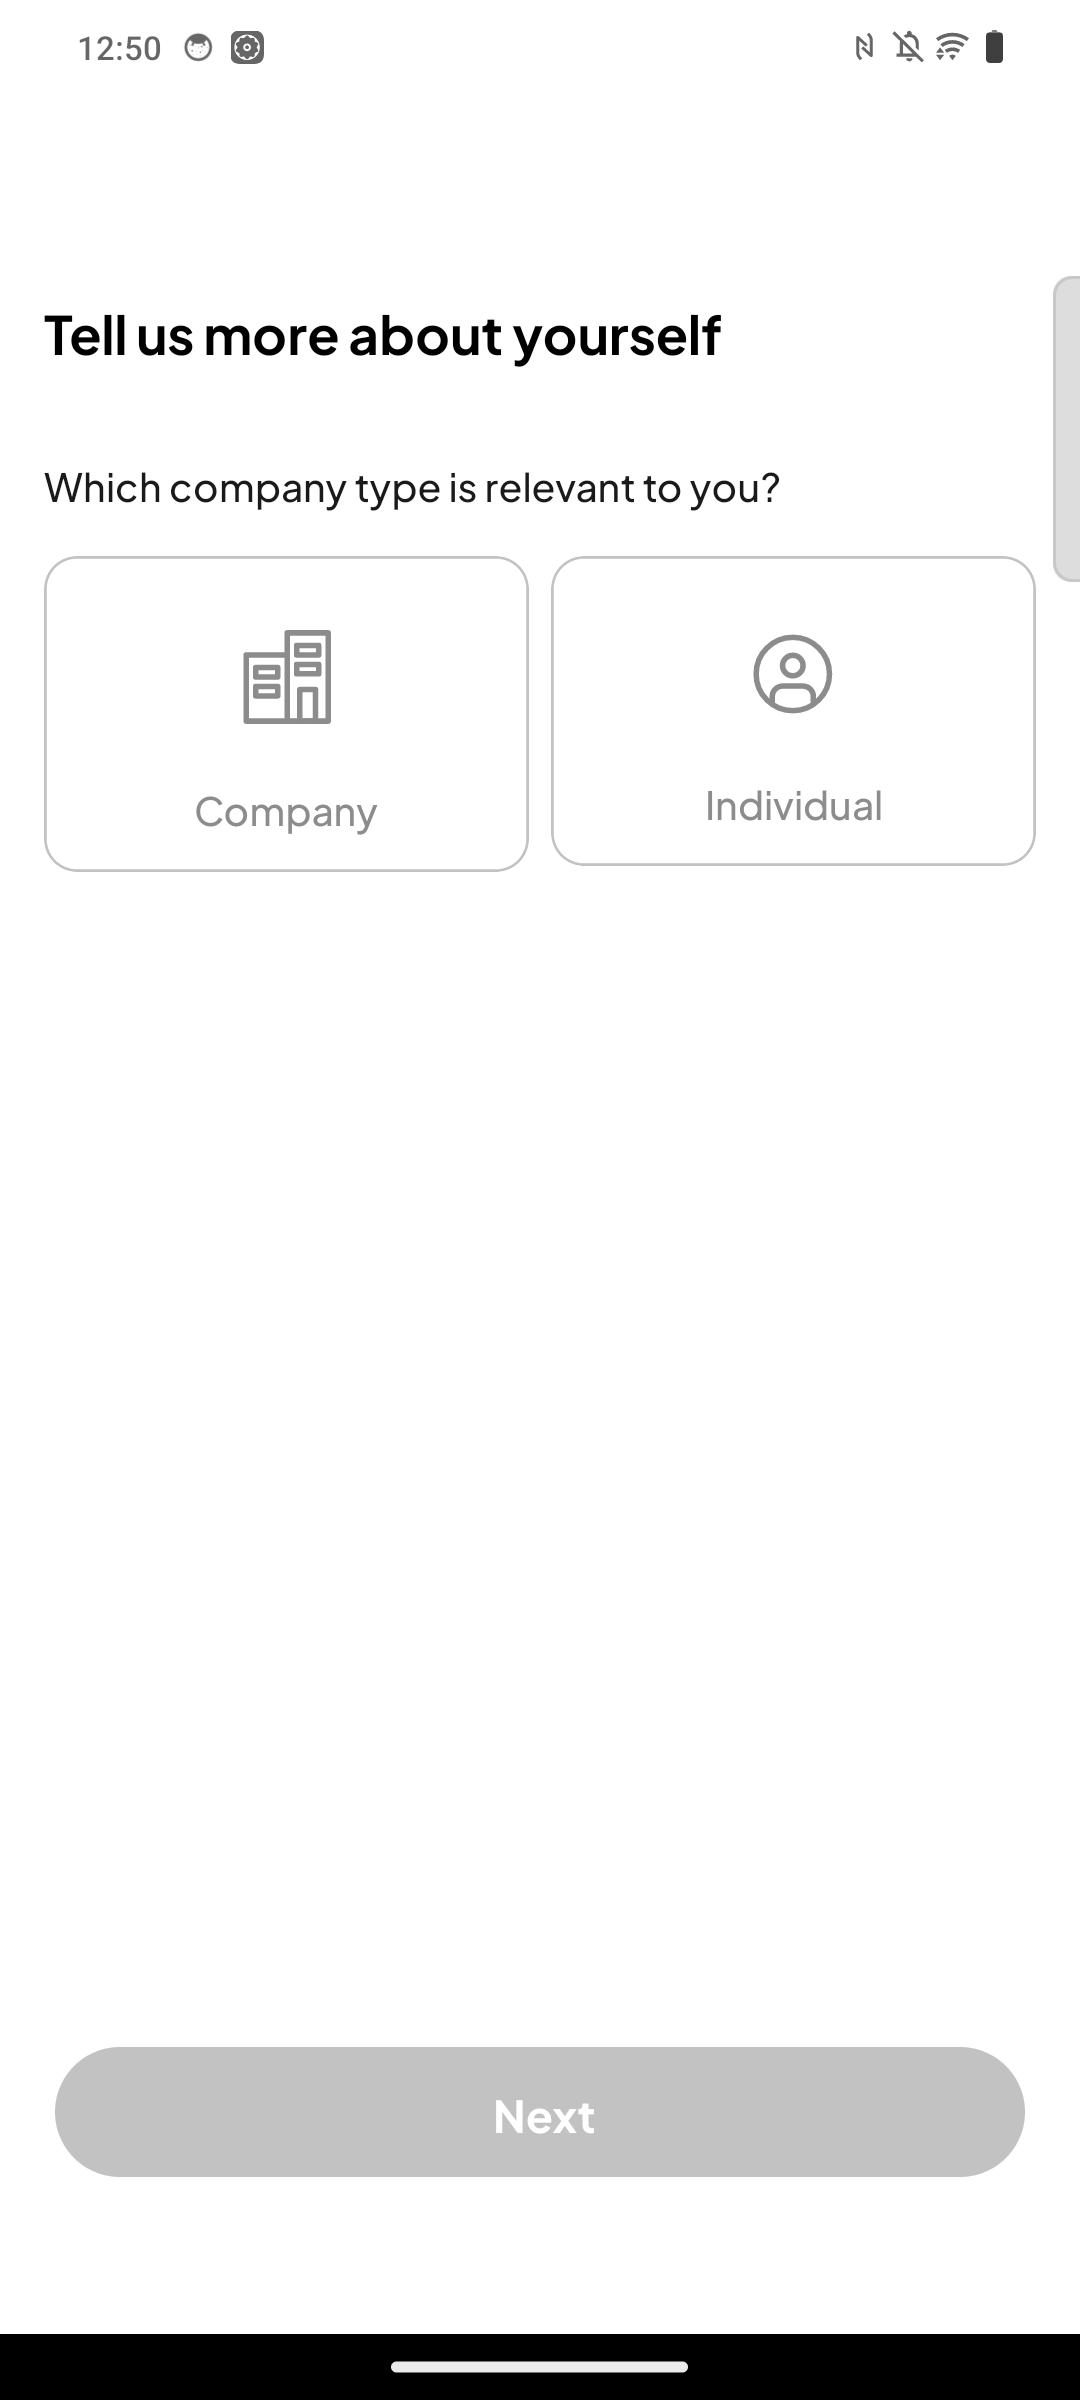 12:50
Tell us more about yourself
Which company type is relevant to you?
Company
Individual
Next